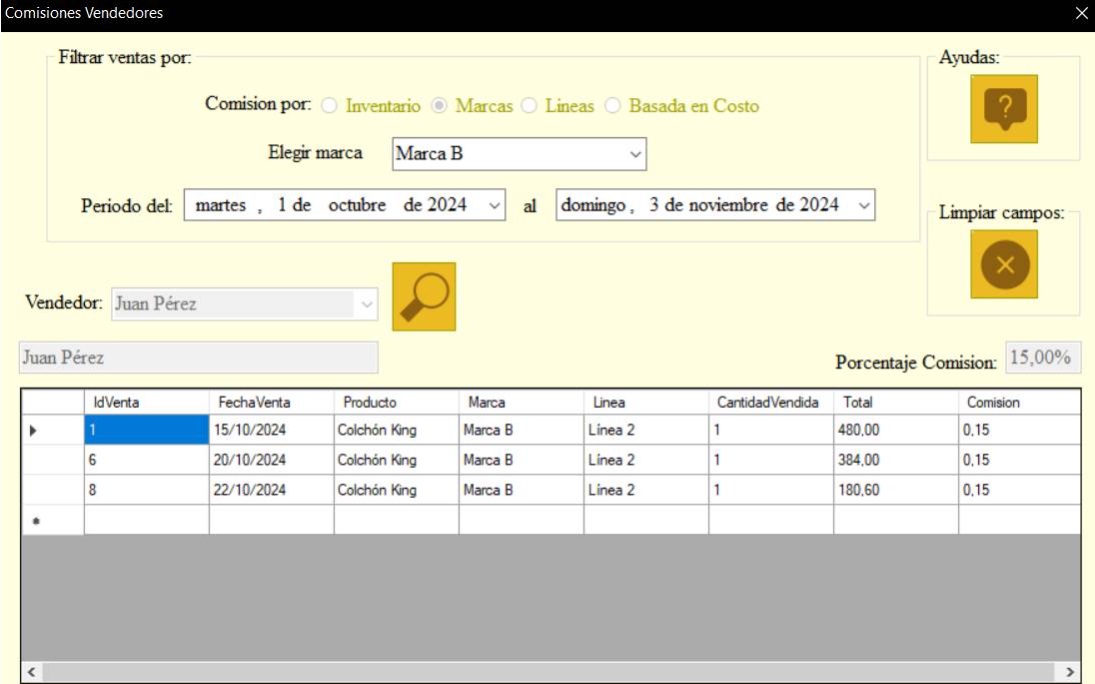 Comisiones Vendedores
Filtrar ventas por:
Ayudas:
Comision por: Inventario Marcas Lineas Basada en Costo
Elegir marca Marca B
Periodo del: martes , 1 de octubre de 2024 al domingo , 3 de noviembre de 2024
Limpiar campos:
Vendedor: Juan Pérez
Juan Pérez
Porcentaje Comision: 15,00%
IdVenta FechaVenta Producto Marca Linea CantidadVendida Total Comision
1 15/10/2024 Colchón King Marca B Línea 2 1 480,00 0,15
6 20/10/2024 Colchón King Marca B Línea 2 1 384,00 0,15
8 22/10/2024 Colchón King Marca B Línea 2 1 180,60 0,15